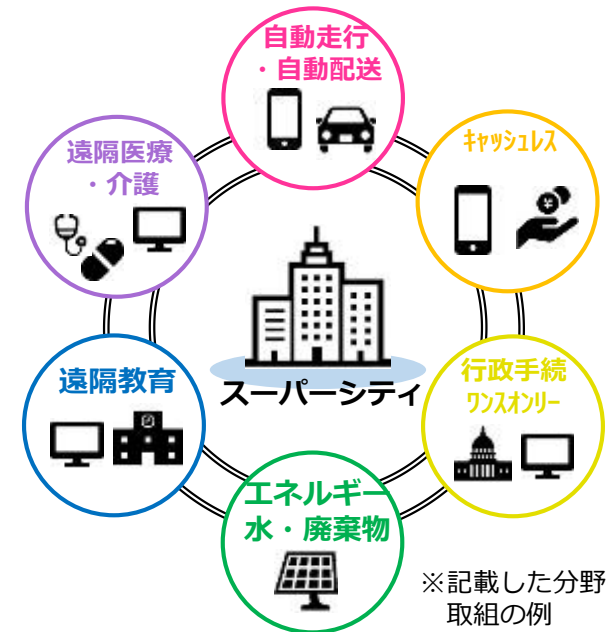 自動走行
・自動配送
ｷｬｯｼｭﾚｽ
行政手続
ﾜﾝｽｵﾝﾘｰ
エネルギー
水・廃棄物
遠隔教育
遠隔医療
・介護
スーパーシティ
※記載した分野
取組の例